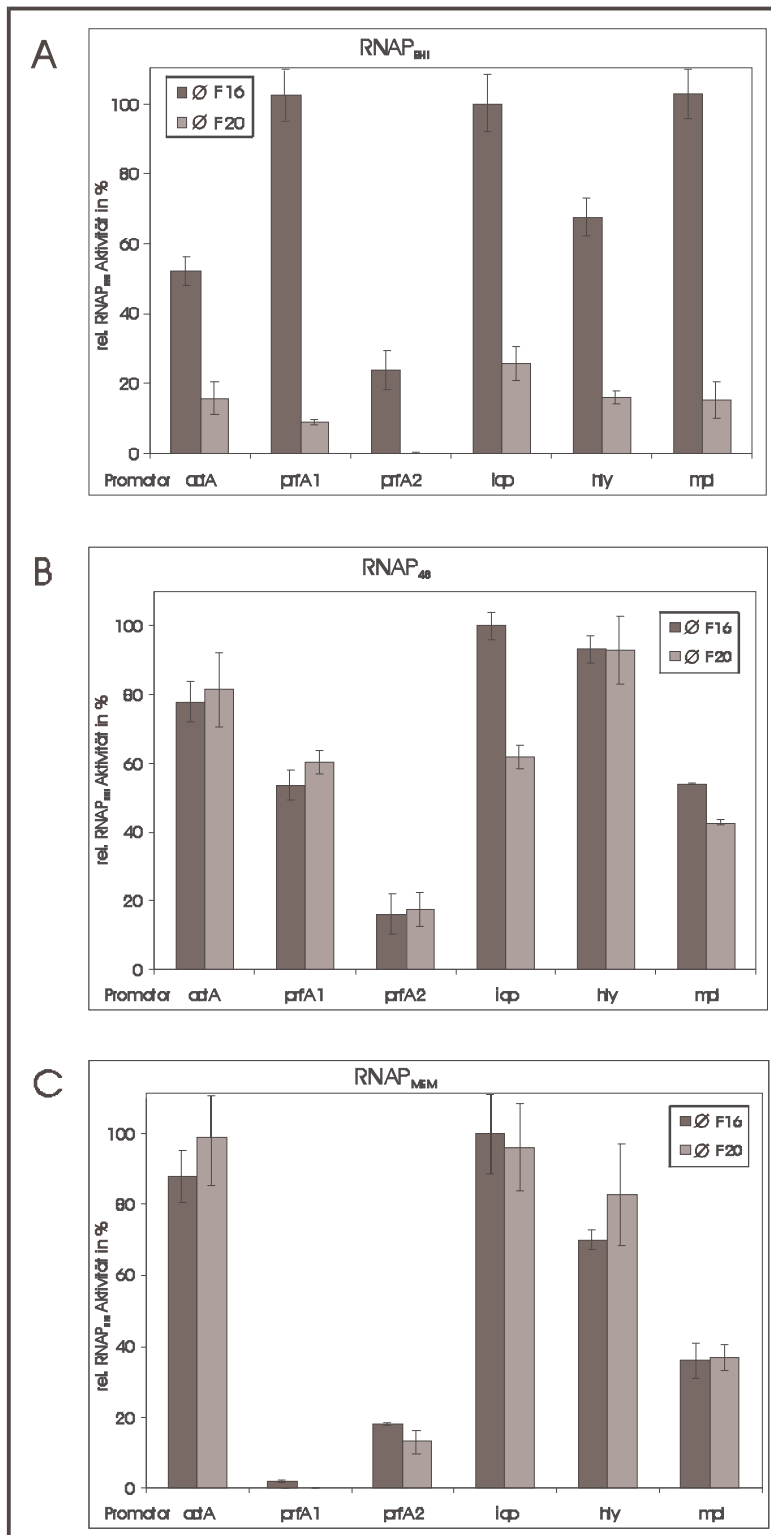 A
RNAP BHI
Ø F16
Ø F20
rel. RNAP Aktivität in %
100
80
60
40
20
0
Promotor actA prfA1 prfA2 iap hly mpl
B
RNAP 48
Ø F16
Ø F20
rel. RNAP Aktivität in %
100
80
60
40
20
0
Promotor actA prfA1 prfA2 iap hly mpl
C
RNAP MEM
Ø F16
Ø F20
rel. RNAP Aktivität in %
100
80
60
40
20
0
Promotor actA prfA1 prfA2 iap hly mpl